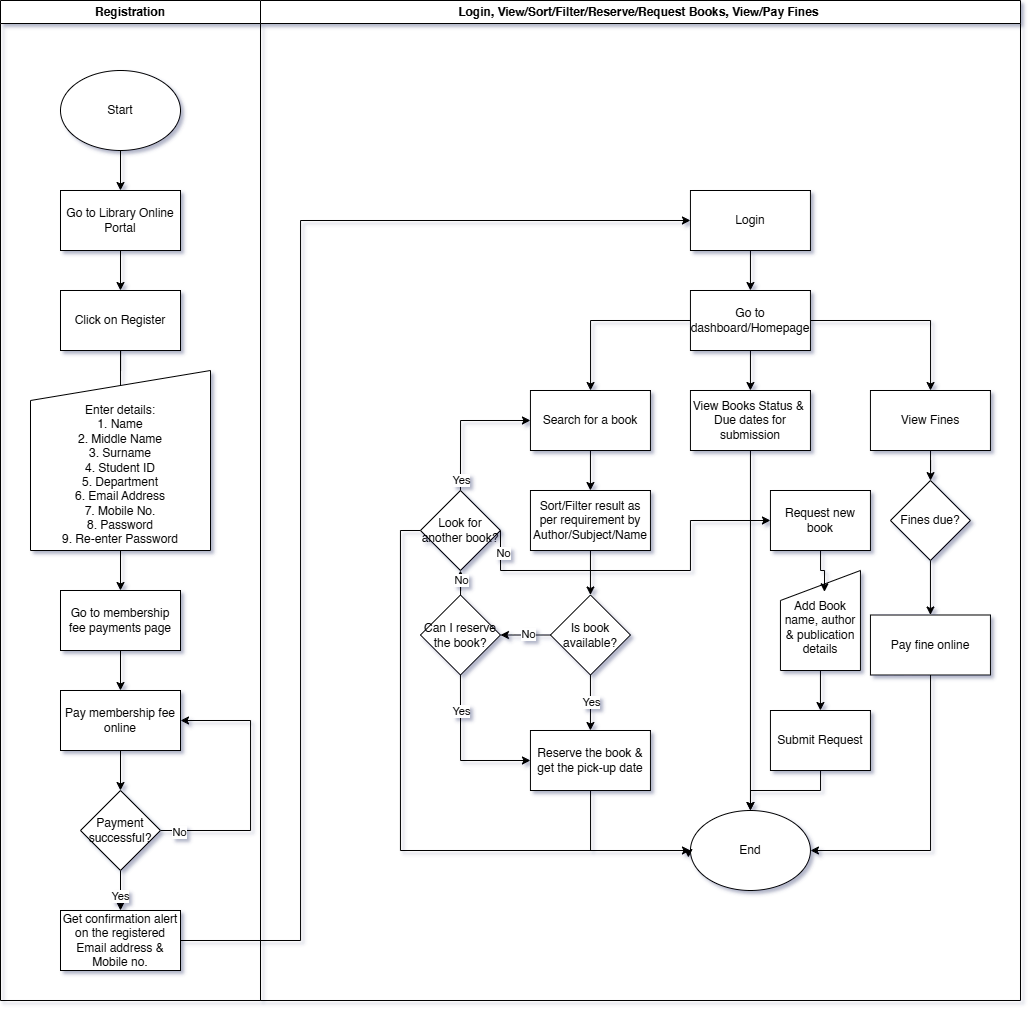 Registration
Login, View/Sort/Filter/Reserve/Request Books, View/Pay Fines
Start
Go to Library Online
Portal
Click on Register
Enter details:
1. Name
2. Middle Name
3. Surname
4. Student ID
5. Department
6. Email Address
7. Mobile No.
8. Password
9. Re-enter Password
Go to membership
fee payments page
Pay membership fee
online
Payment
successful?
No
Yes
Get confirmation alert
on the registered
Email address &
Mobile no.
Login
Go to
dashboard/Homepage
Search for a book
View Books Status &
Due dates for
submission
View Fines
Yes
Look for
another book?
No
Sort/Filter result as
per requirement by
Author/Subject/Name
Request new
book
Fines due?
No
Can I reserve
the book?
No
Is book
available?
Add Book
name, author
& publication
details
Pay fine online
Yes
Yes
Reserve the book &
get the pick-up date
Submit Request
End